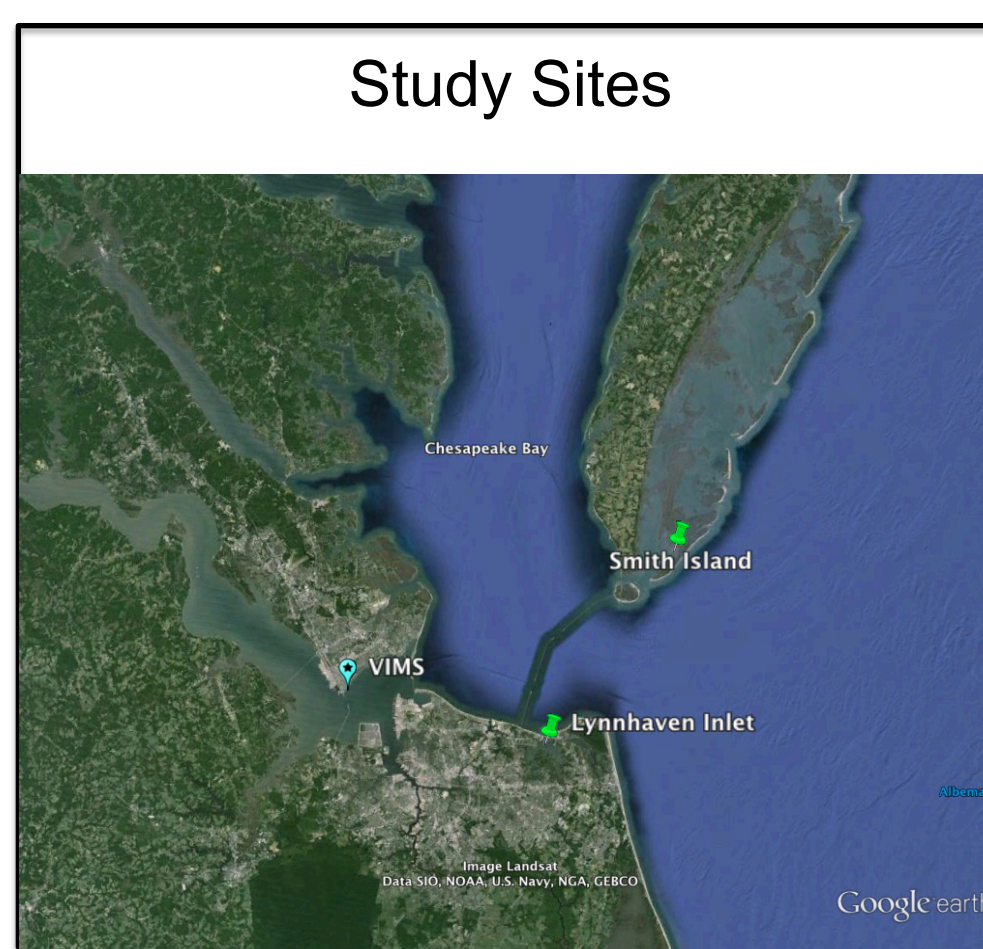 Study Sites
Chesapeake Bay
Smith Island
VIMS
Lynnhaven Inlet
Image Landsat
Data SIO, NOAA, U.S. Navy, NGA, GEBCO
Google earth